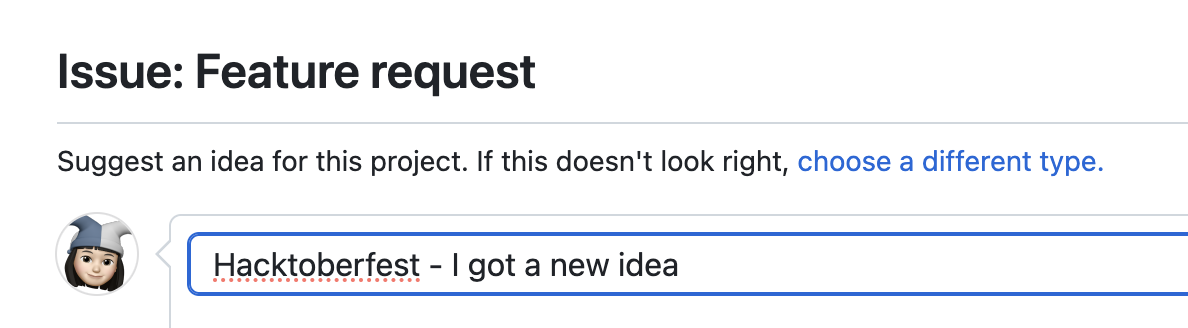 Issue: Feature request
Suggest an idea for this project. If this doesn't look right, choose a different type.
Hacktoberfest - I got a new idea